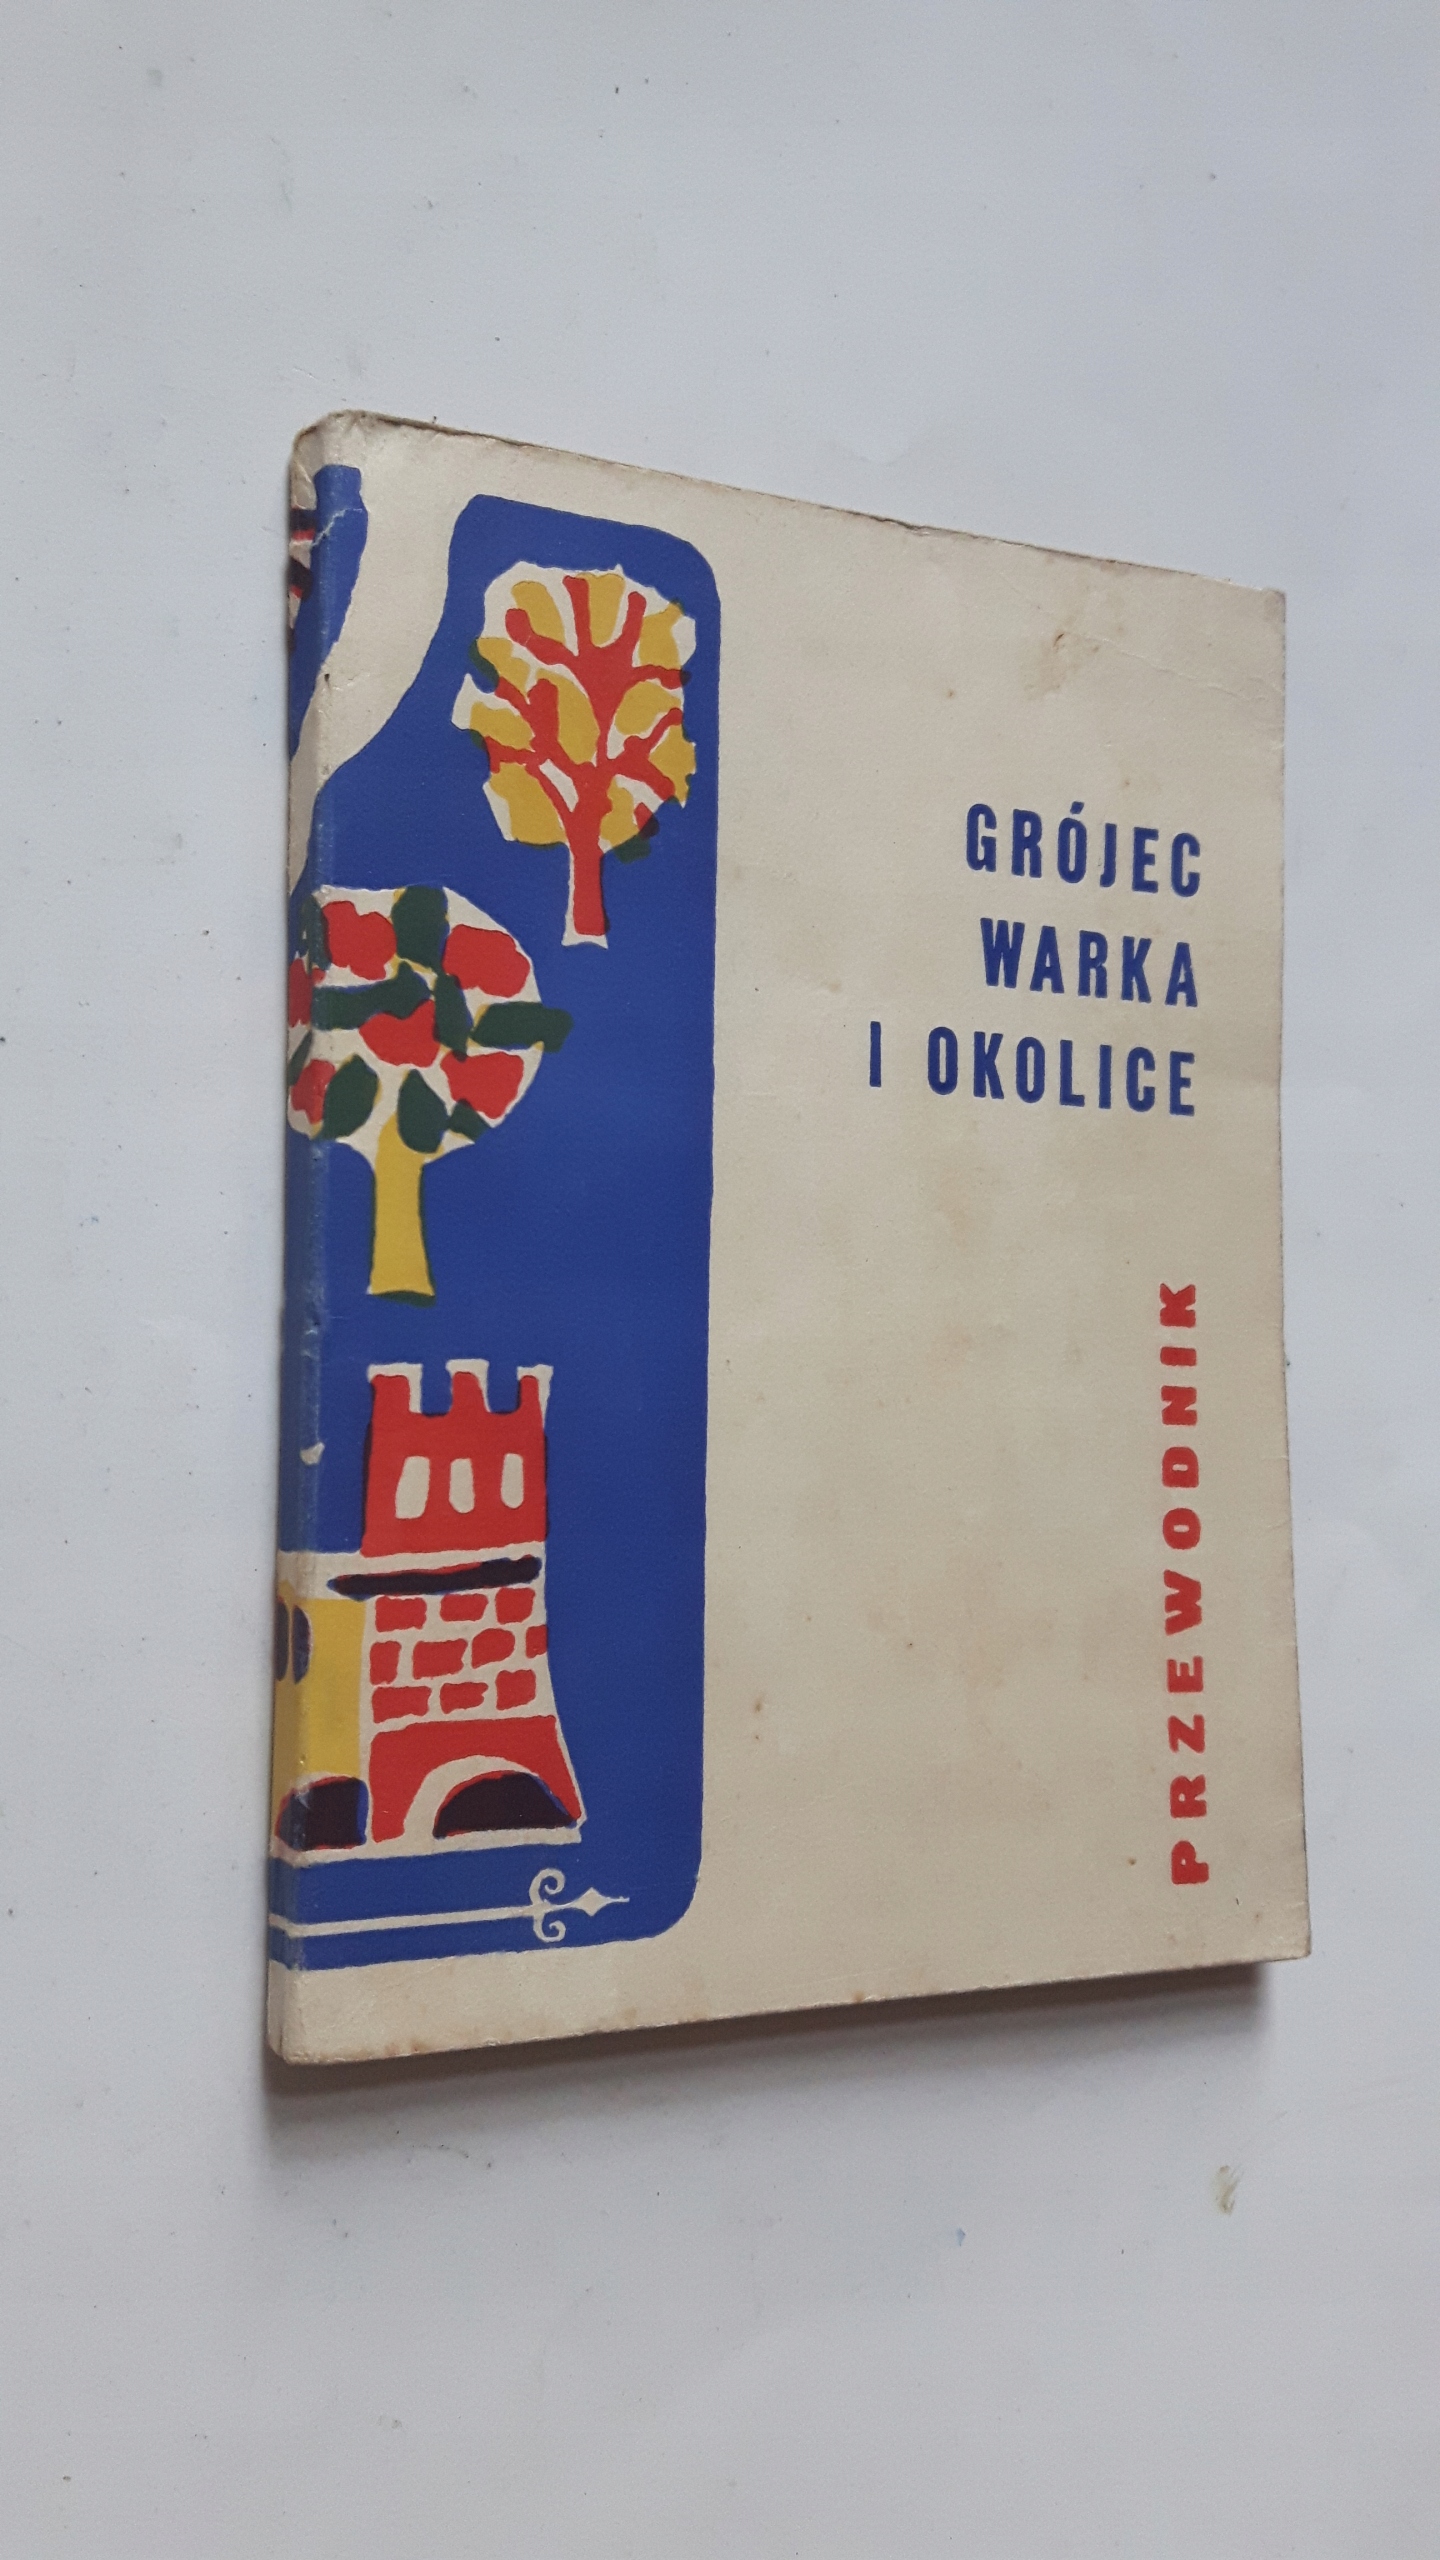 GRÓJEC
WARKA
I OKOLICE
PRZEWODNIK